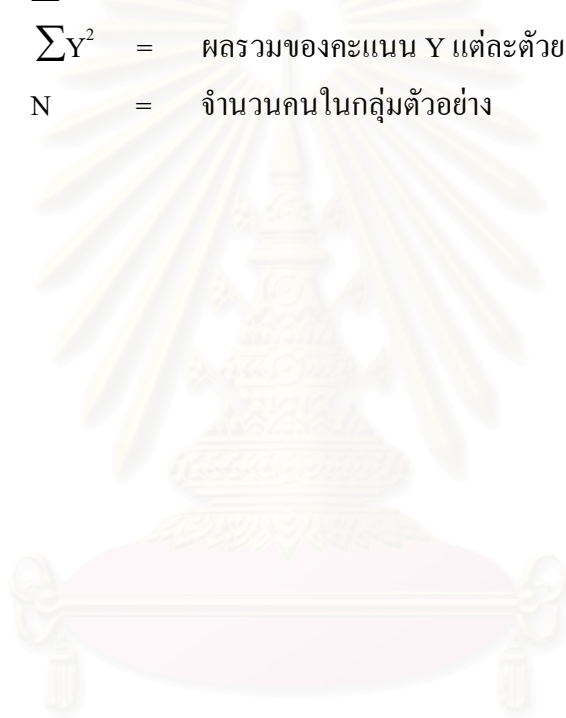 ∑Y² = ผลรวมของคะแนน Y แต่ละตัวย
N = จำนวนคนในกลุ่มตัวอย่าง